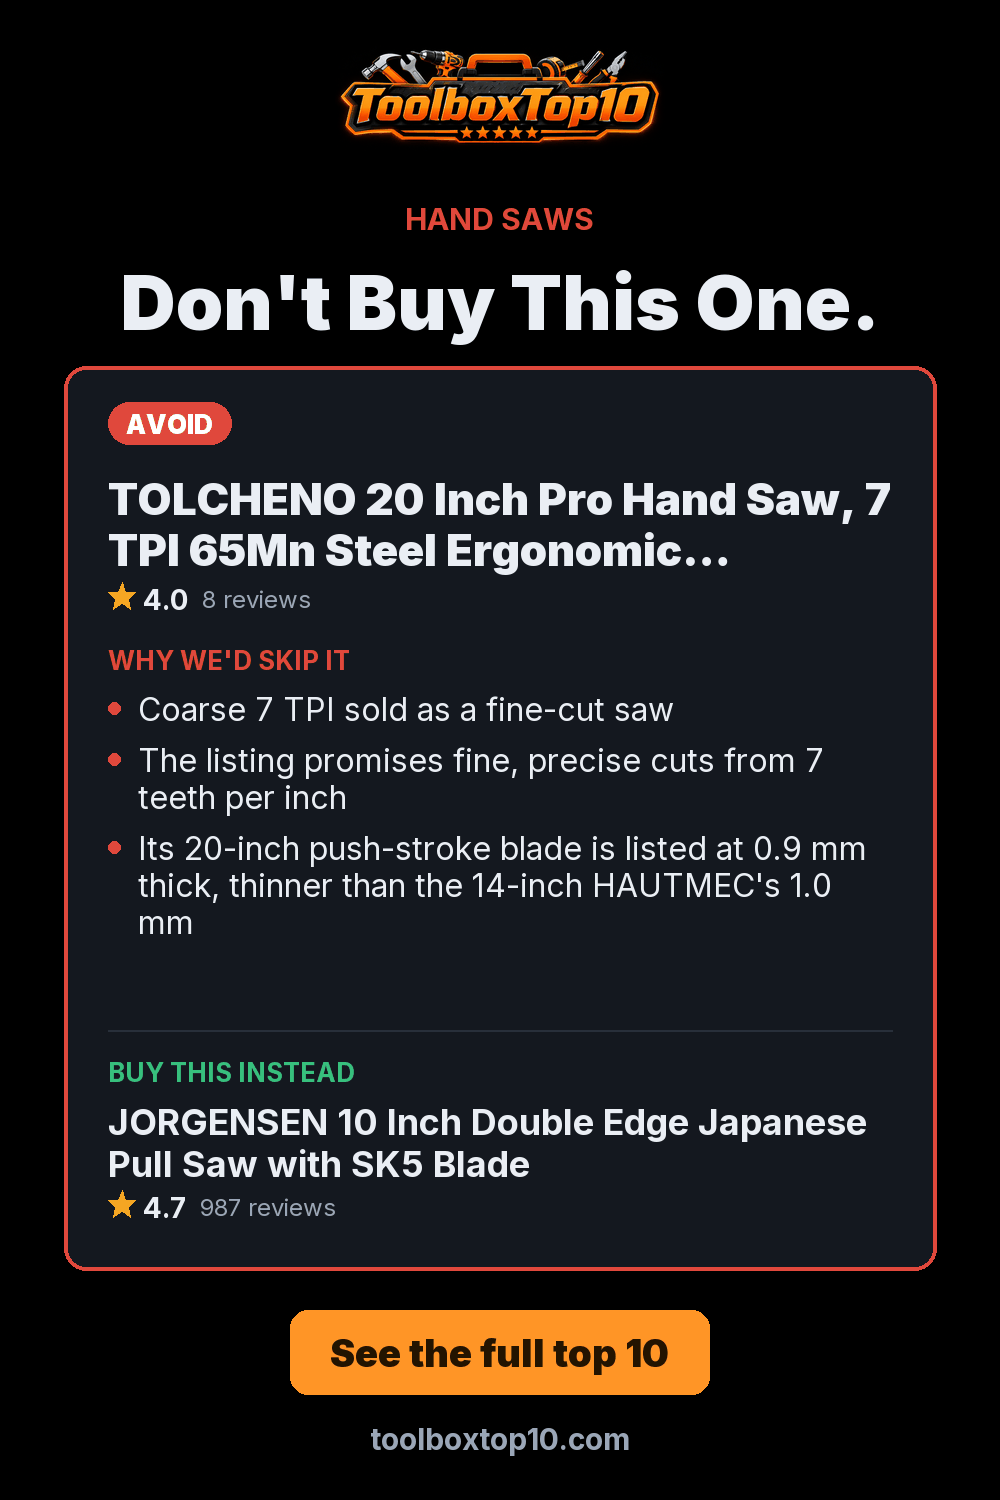 ToolboxTop10
HAND SAWS
Don't Buy This One.
AVOID
TOLCHENO 20 Inch Pro Hand Saw, 7
TPI 65Mn Steel Ergonomic...
4.0 8 reviews
WHY WE'D SKIP IT
Coarse 7 TPI sold as a fine-cut saw
The listing promises fine, precise cuts from 7
teeth per inch
Its 20-inch push-stroke blade is listed at 0.9 mm
thick, thinner than the 14-inch HAUTMEC's 1.0
mm
BUY THIS INSTEAD
JORGENSEN 10 Inch Double Edge Japanese
Pull Saw with SK5 Blade
4.7 987 reviews
See the full top 10
toolboxtop10.com